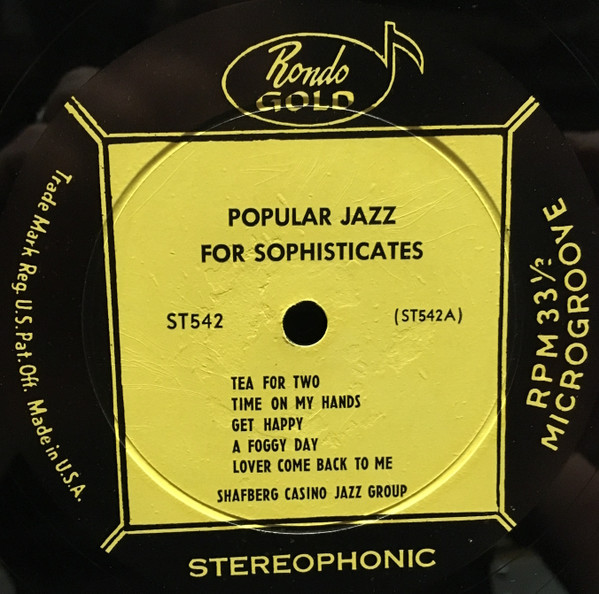 Rondo
GOLD
POPULAR JAZZ
FOR SOPHISTICATES
ST542
(ST542A)
TEA FOR TWO
TIME ON MY HANDS
GET HAPPY
A FOGGY DAY
LOVER COME BACK TO ME
SHAFBERG CASINO JAZZ GROUP
Trade Mark Reg. U.S. Pat. Off. Made in U.S.A.
RPM 33 1/3
MICROGROOVE
STEREOPHONIC